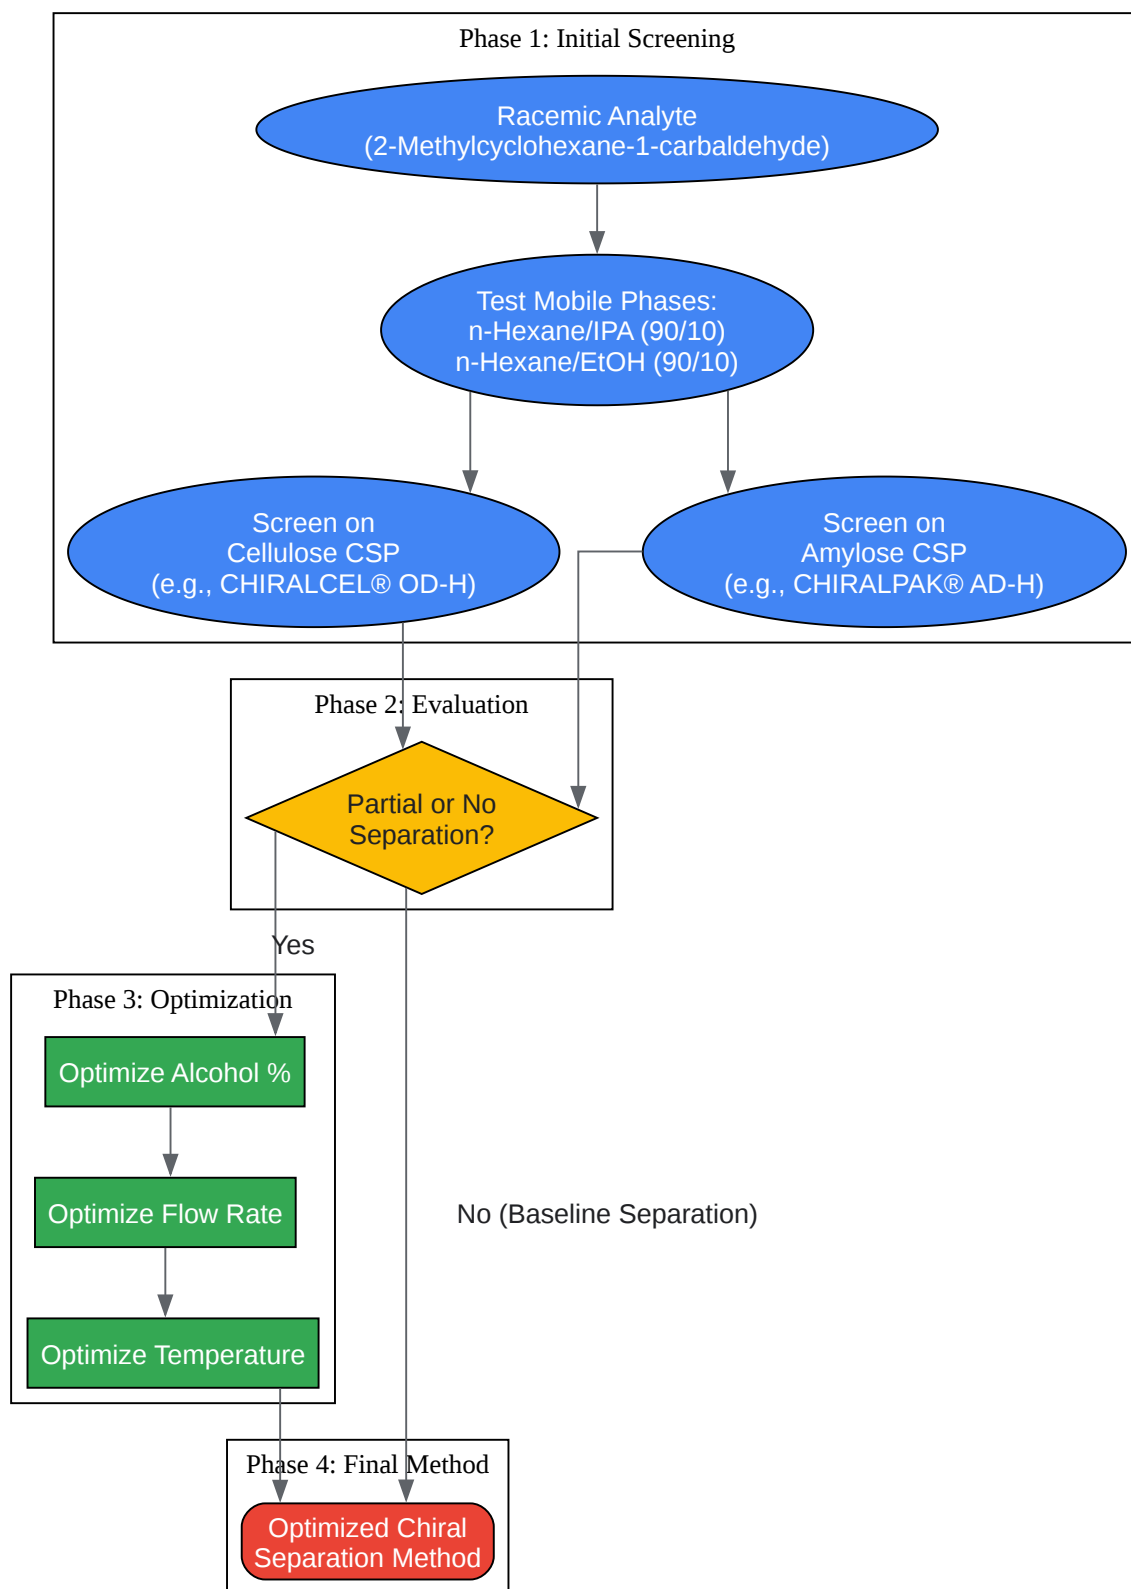 Phase 1: Initial Screening
Racemic Analyte
(2-Methylcyclohexane-1-carbaldehyde)
Test Mobile Phases:
n-Hexane/IPA (90/10)
n-Hexane/EtOH (90/10)
Screen on
Cellulose CSP
(e.g., CHIRALCEL® OD-H)
Screen on
Amylose CSP
(e.g., CHIRALPAK® AD-H)
Phase 2: Evaluation
Partial or No
Separation?
Yes
Phase 3: Optimization
Optimize Alcohol %
Optimize Flow Rate
No (Baseline Separation)
Optimize Temperature
Phase 4: Final Method
Optimized Chiral
Separation Method